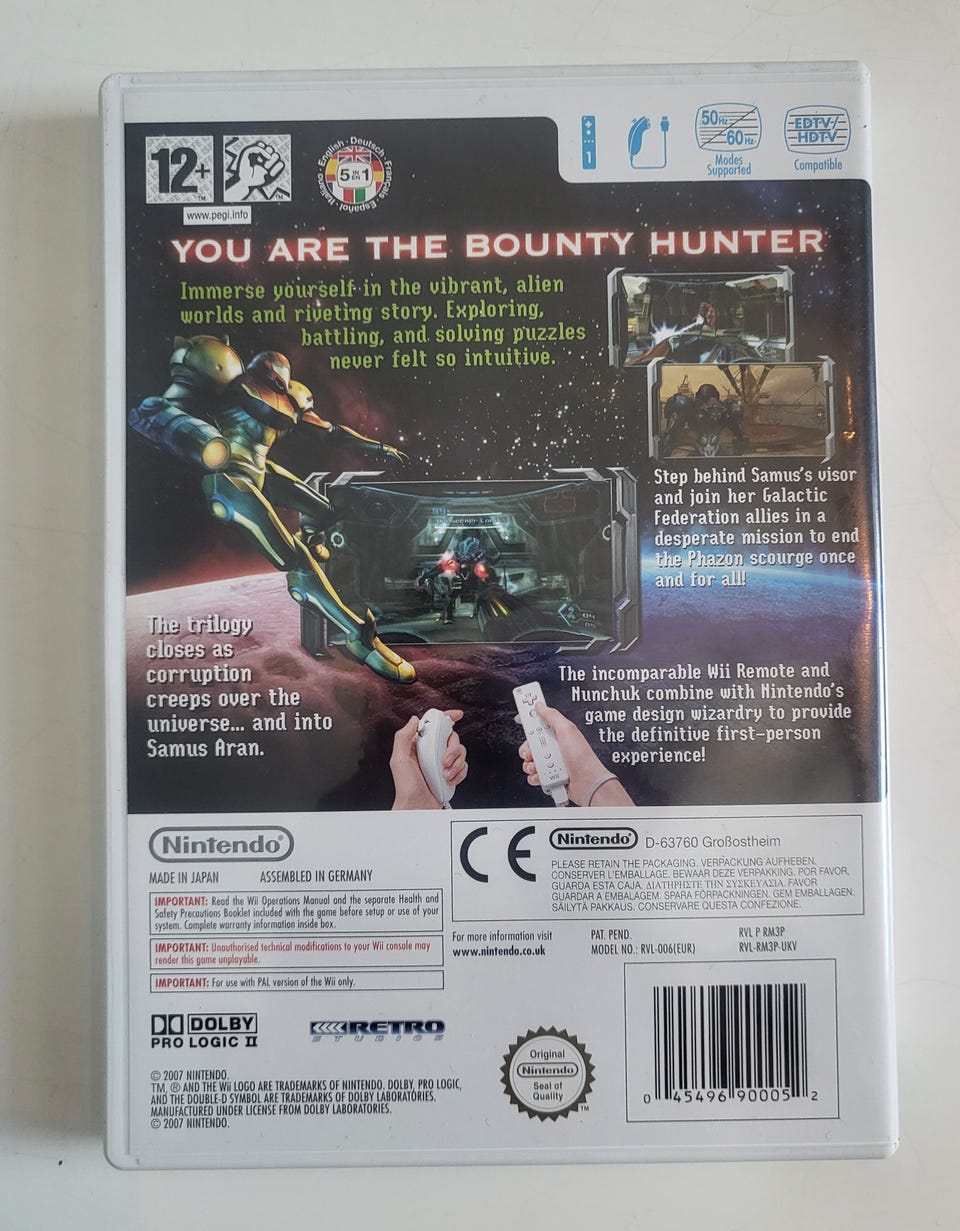 1
50Hz
60Hz
Modes
Supported
EDTV/
HDTV
Compatible
12+
™
™
www.pegi.info
English · Deutsch · Français · Español · Italiano ·
5 IN EN 1
YOU ARE THE BOUNTY HUNTER
Immerse yourself in the vibrant, alien
worlds and riveting story. Exploring,
battling, and solving puzzles
never felt so intuitive.
Step behind Samus's visor
and join her Galactic
Federation allies in a
desperate mission to end
the Phazon scourge once
and for all!
Berserker Lord
The trilogy
closes as
corruption
creeps over the
universe... and into
Samus Aran.
The incomparable Wii Remote and
Nunchuk combine with Nintendo's
game design wizardry to provide
the definitive first-person
experience!
Wii
Nintendo®
MADE IN JAPAN ASSEMBLED IN GERMANY
IMPORTANT: Read the Wii Operations Manual and the separate Health and
Safety Precautions Booklet included with the game before setup or use of your
system. Complete warranty information inside box.
IMPORTANT: Unauthorised technical modifications to your Wii console may
render this game unplayable.
IMPORTANT: For use with PAL version of the Wii only.
CE Nintendo® D-63760 Großostheim
PLEASE RETAIN THE PACKAGING. VERPACKUNG AUFHEBEN.
CONSERVER L'EMBALLAGE. BEWAAR DEZE VERPAKKING. POR FAVOR,
GUARDA ESTA CAJA. ΔΙΑΤΗΡΗΣΤΕ ΤΗΝ ΣΥΣΚΕΥΑΣΙΑ. FAVOR
GUARDAR A EMBALAGEM. SPARA FÖRPACKNINGEN. GEM EMBALLAGEN.
SÄILYTÄ PAKKAUS. CONSERVARE QUESTA CONFEZIONE.
For more information visit
www.nintendo.co.uk
PAT. PEND. RVL P RM3P
MODEL NO.: RVL-006(EUR) RVL-RM3P-UKV
DOLBY
PRO LOGIC II
RETRO
STUDIOS
Original
Nintendo
Seal of
Quality
™
0 45496 90005 2
© 2007 NINTENDO.
TM, ® AND THE Wii LOGO ARE TRADEMARKS OF NINTENDO. DOLBY, PRO LOGIC,
AND THE DOUBLE-D SYMBOL ARE TRADEMARKS OF DOLBY LABORATORIES.
MANUFACTURED UNDER LICENSE FROM DOLBY LABORATORIES.
© 2007 NINTENDO.